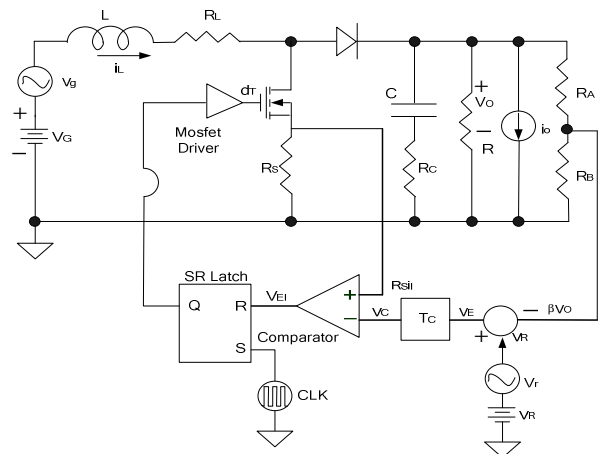 L
RL
iL
Vg
+
VG
−
Mosfet
Driver
dT
RS
C
RC
+
VO
−
R
io
RA
RB
SR Latch
Q
R
S
VEI
Comparator
+
−
RsiI
VC
TC
VE
+
−
βVO
VR
CLK
Vr
VR